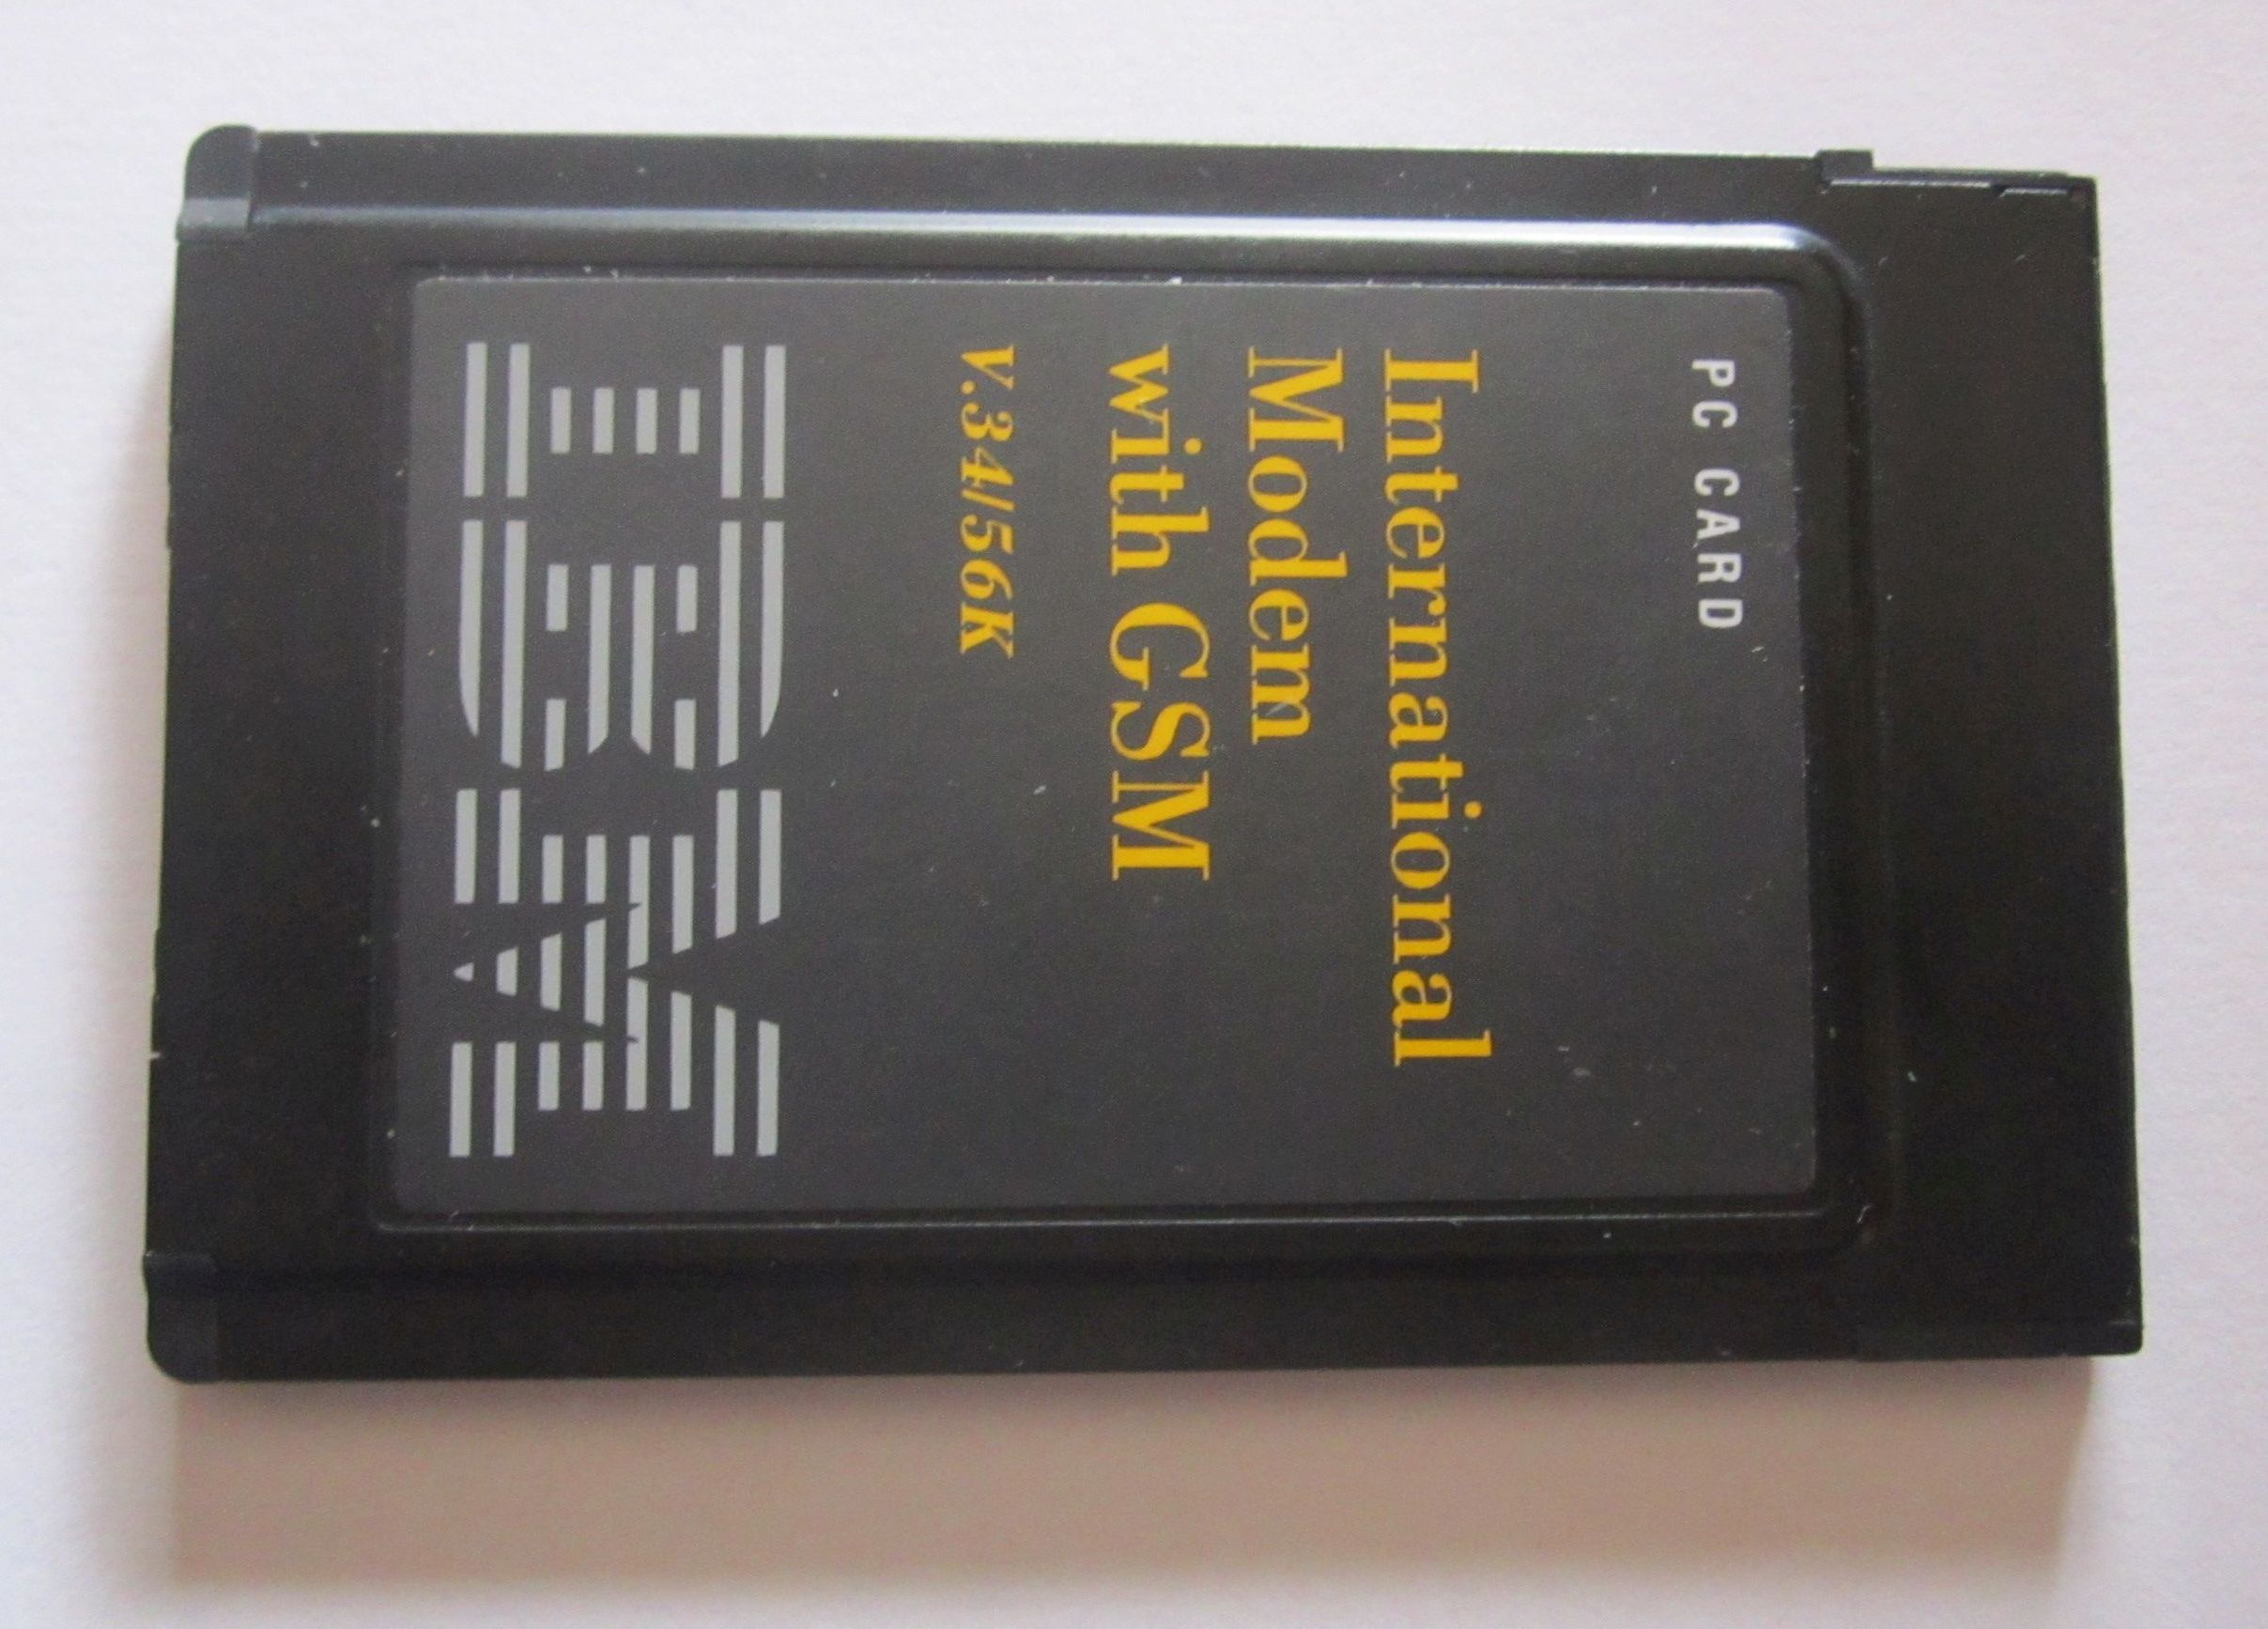 PC CARD
International
Modem
with GSM
V.34/56K
IBM